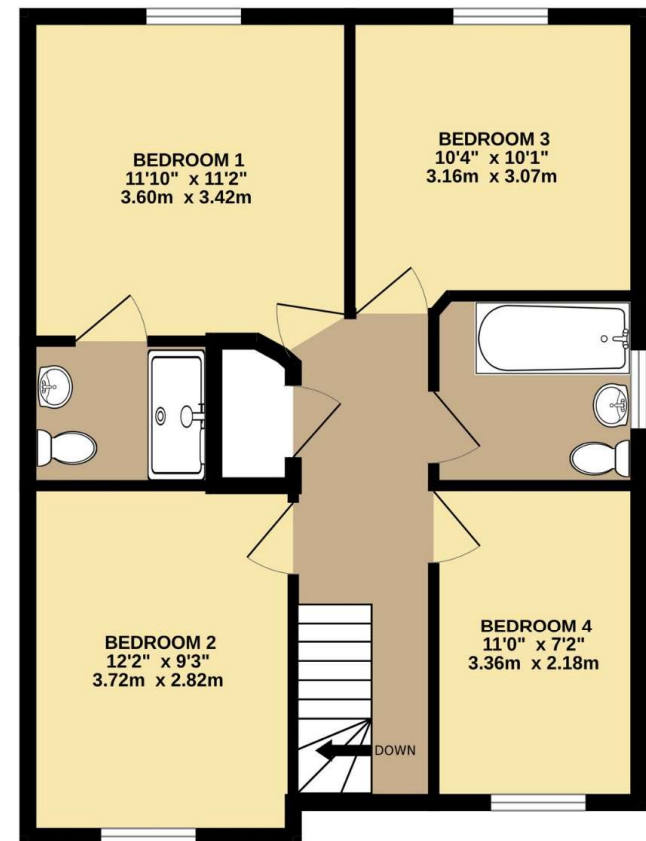 BEDROOM 1
11'10" x 11'2"
3.60m x 3.42m
BEDROOM 3
10'4" x 10'1"
3.16m x 3.07m
BEDROOM 2
12'2" x 9'3"
3.72m x 2.82m
BEDROOM 4
11'0" x 7'2"
3.36m x 2.18m
DOWN